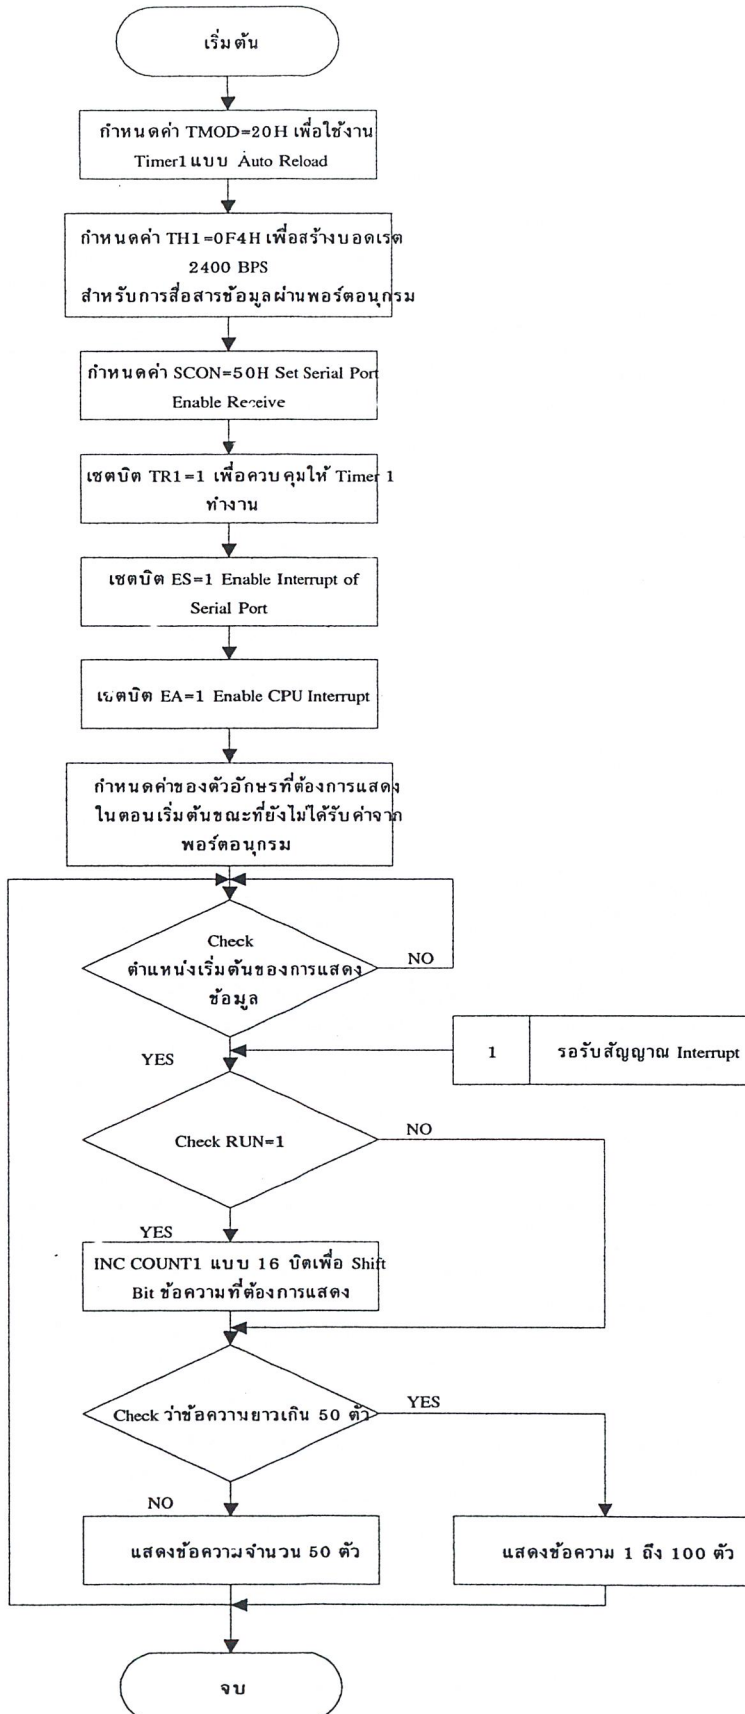 เริ่มต้น
กำหนดค่า TMOD=20H เพื่อใช้งาน
Timer1 แบบ Auto Reload
กำหนดค่า TH1=0F4H เพื่อสร้างบอดเรต
2400 BPS
สำหรับการสื่อสารข้อมูลผ่านพอร์ตอนุกรม
กำหนดค่า SCON=50H Set Serial Port
Enable Receive
เซตบิต TR1=1 เพื่อควบคุมให้ Timer 1
ทำงาน
เซตบิต ES=1 Enable Interrupt of
Serial Port
เซตบิต EA=1 Enable CPU Interrupt
กำหนดค่าของตัวอักษรที่ต้องการแสดง
ในตอนเริ่มต้นขณะที่ยังไม่ได้รับค่าจาก
พอร์ตอนุกรม
Check
ตำแหน่งเริ่มต้นของการแสดง
ข้อมูล
NO
YES
1 รอรับสัญญาณ Interrupt
Check RUN=1
NO
YES
INC COUNT1 แบบ 16 บิตเพื่อ Shift
Bit ข้อความที่ต้องการแสดง
Check ว่าข้อความยาวเกิน 50 ตัว
YES
NO
แสดงข้อความจำนวน 50 ตัว
แสดงข้อความ 1 ถึง 100 ตัว
จบ